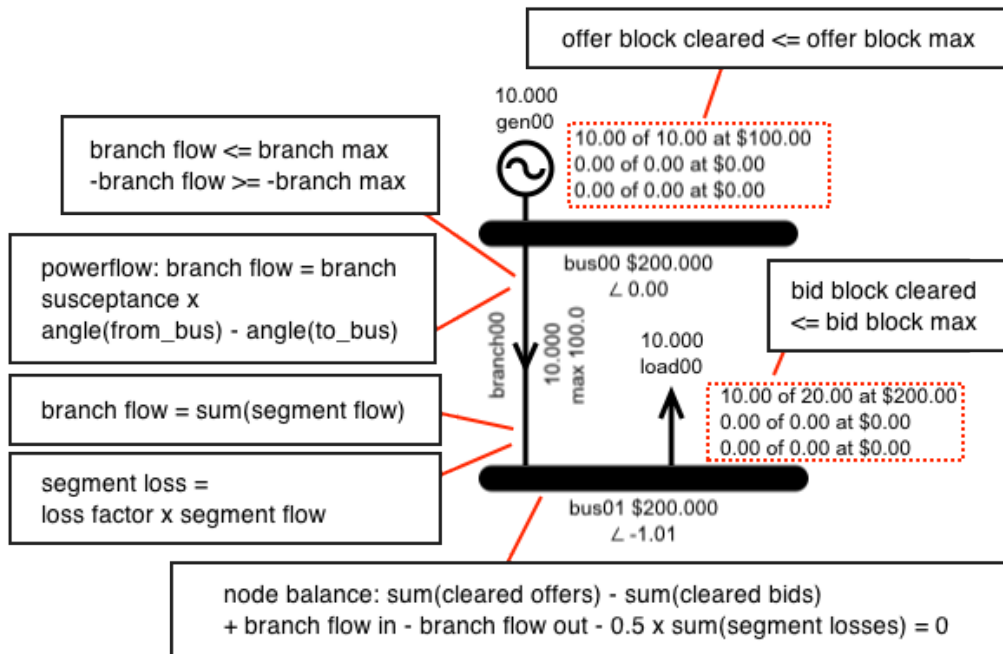 offer block cleared <= offer block max
10.000
gen00
10.00 of 10.00 at $100.00
0.00 of 0.00 at $0.00
0.00 of 0.00 at $0.00
branch flow <= branch max
-branch flow >= -branch max
bus00 $200.000
∠ 0.00
powerflow: branch flow = branch
susceptance x
angle(from_bus) - angle(to_bus)
bid block cleared
<= bid block max
branch00
10.000
max 100.0
10.000
load00
10.00 of 20.00 at $200.00
0.00 of 0.00 at $0.00
0.00 of 0.00 at $0.00
branch flow = sum(segment flow)
segment loss =
loss factor x segment flow
bus01 $200.000
∠ -1.01
node balance: sum(cleared offers) - sum(cleared bids)
+ branch flow in - branch flow out - 0.5 x sum(segment losses) = 0